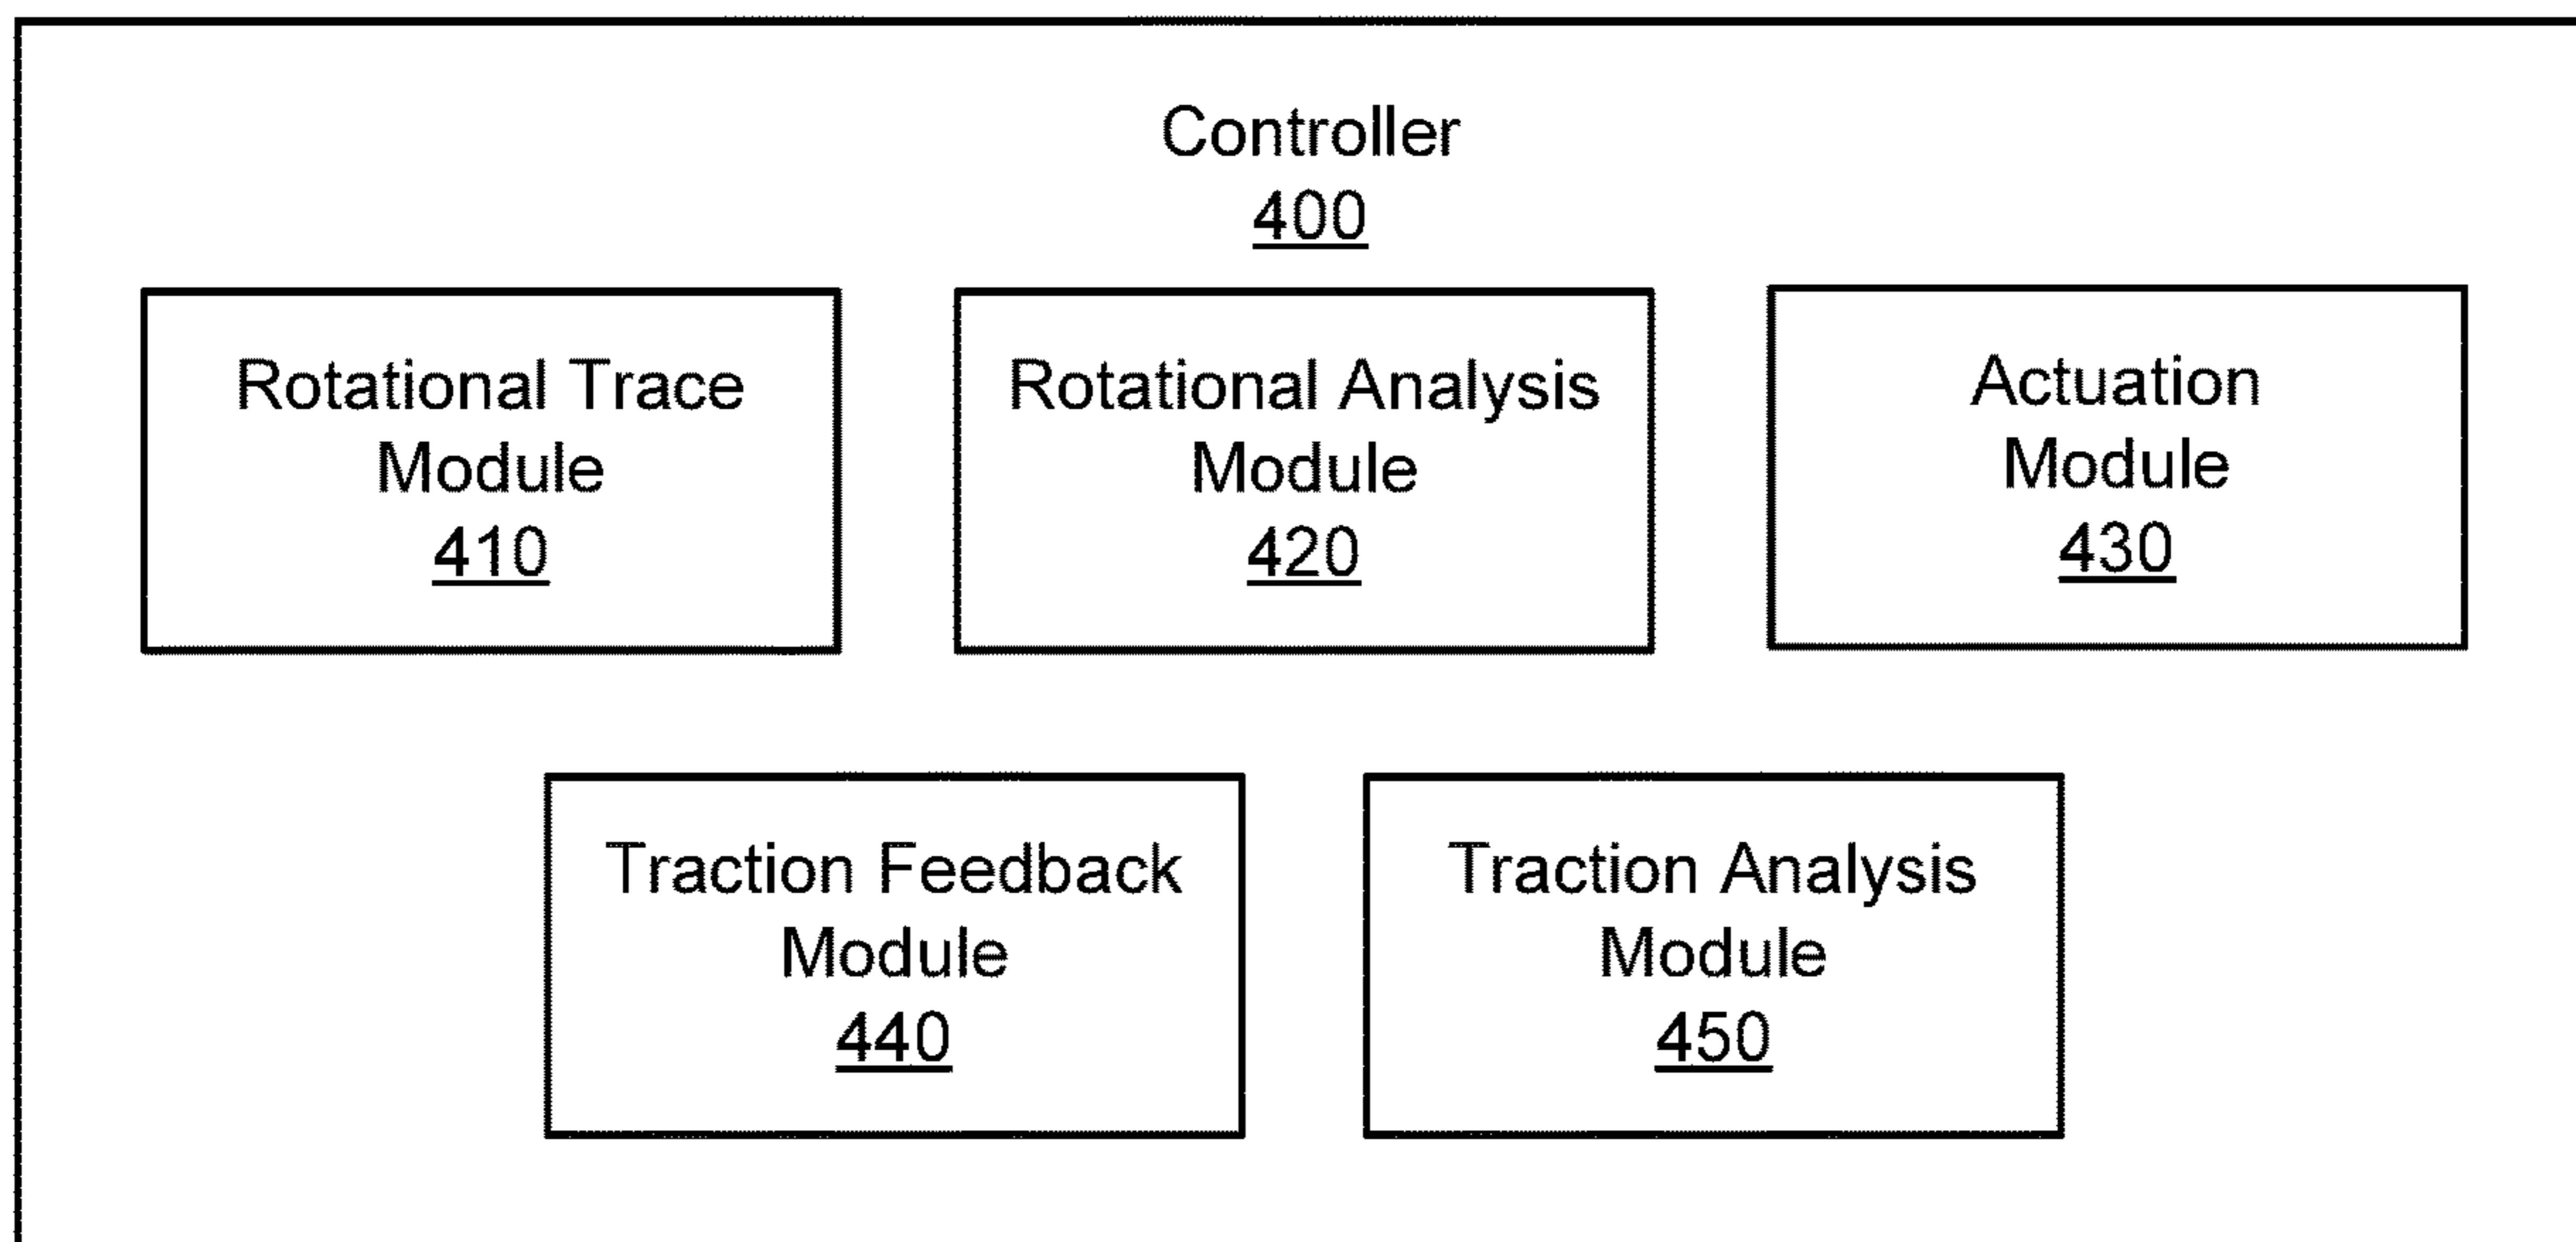 Controller
400
Rotational Trace
Module
410
Rotational Analysis
Module
420
Actuation
Module
430
Traction Feedback
Module
440
Traction Analysis
Module
450